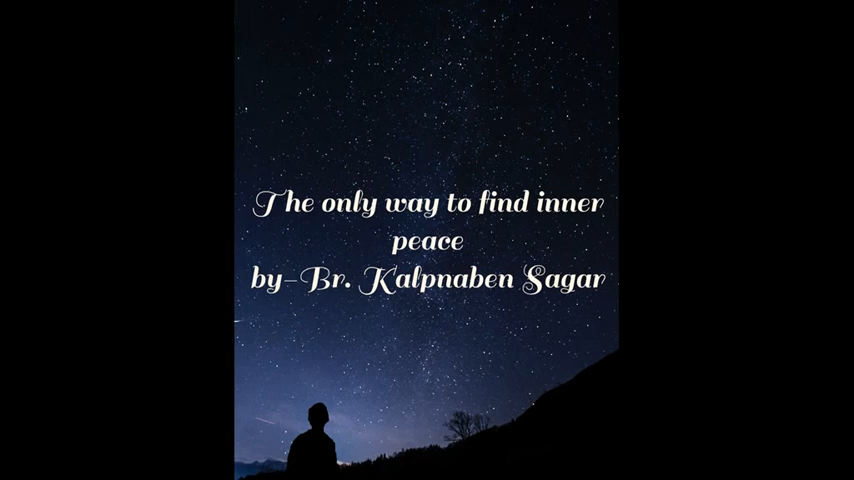 The only way to find inner
peace
by-Br. Kalpnaben Sagar